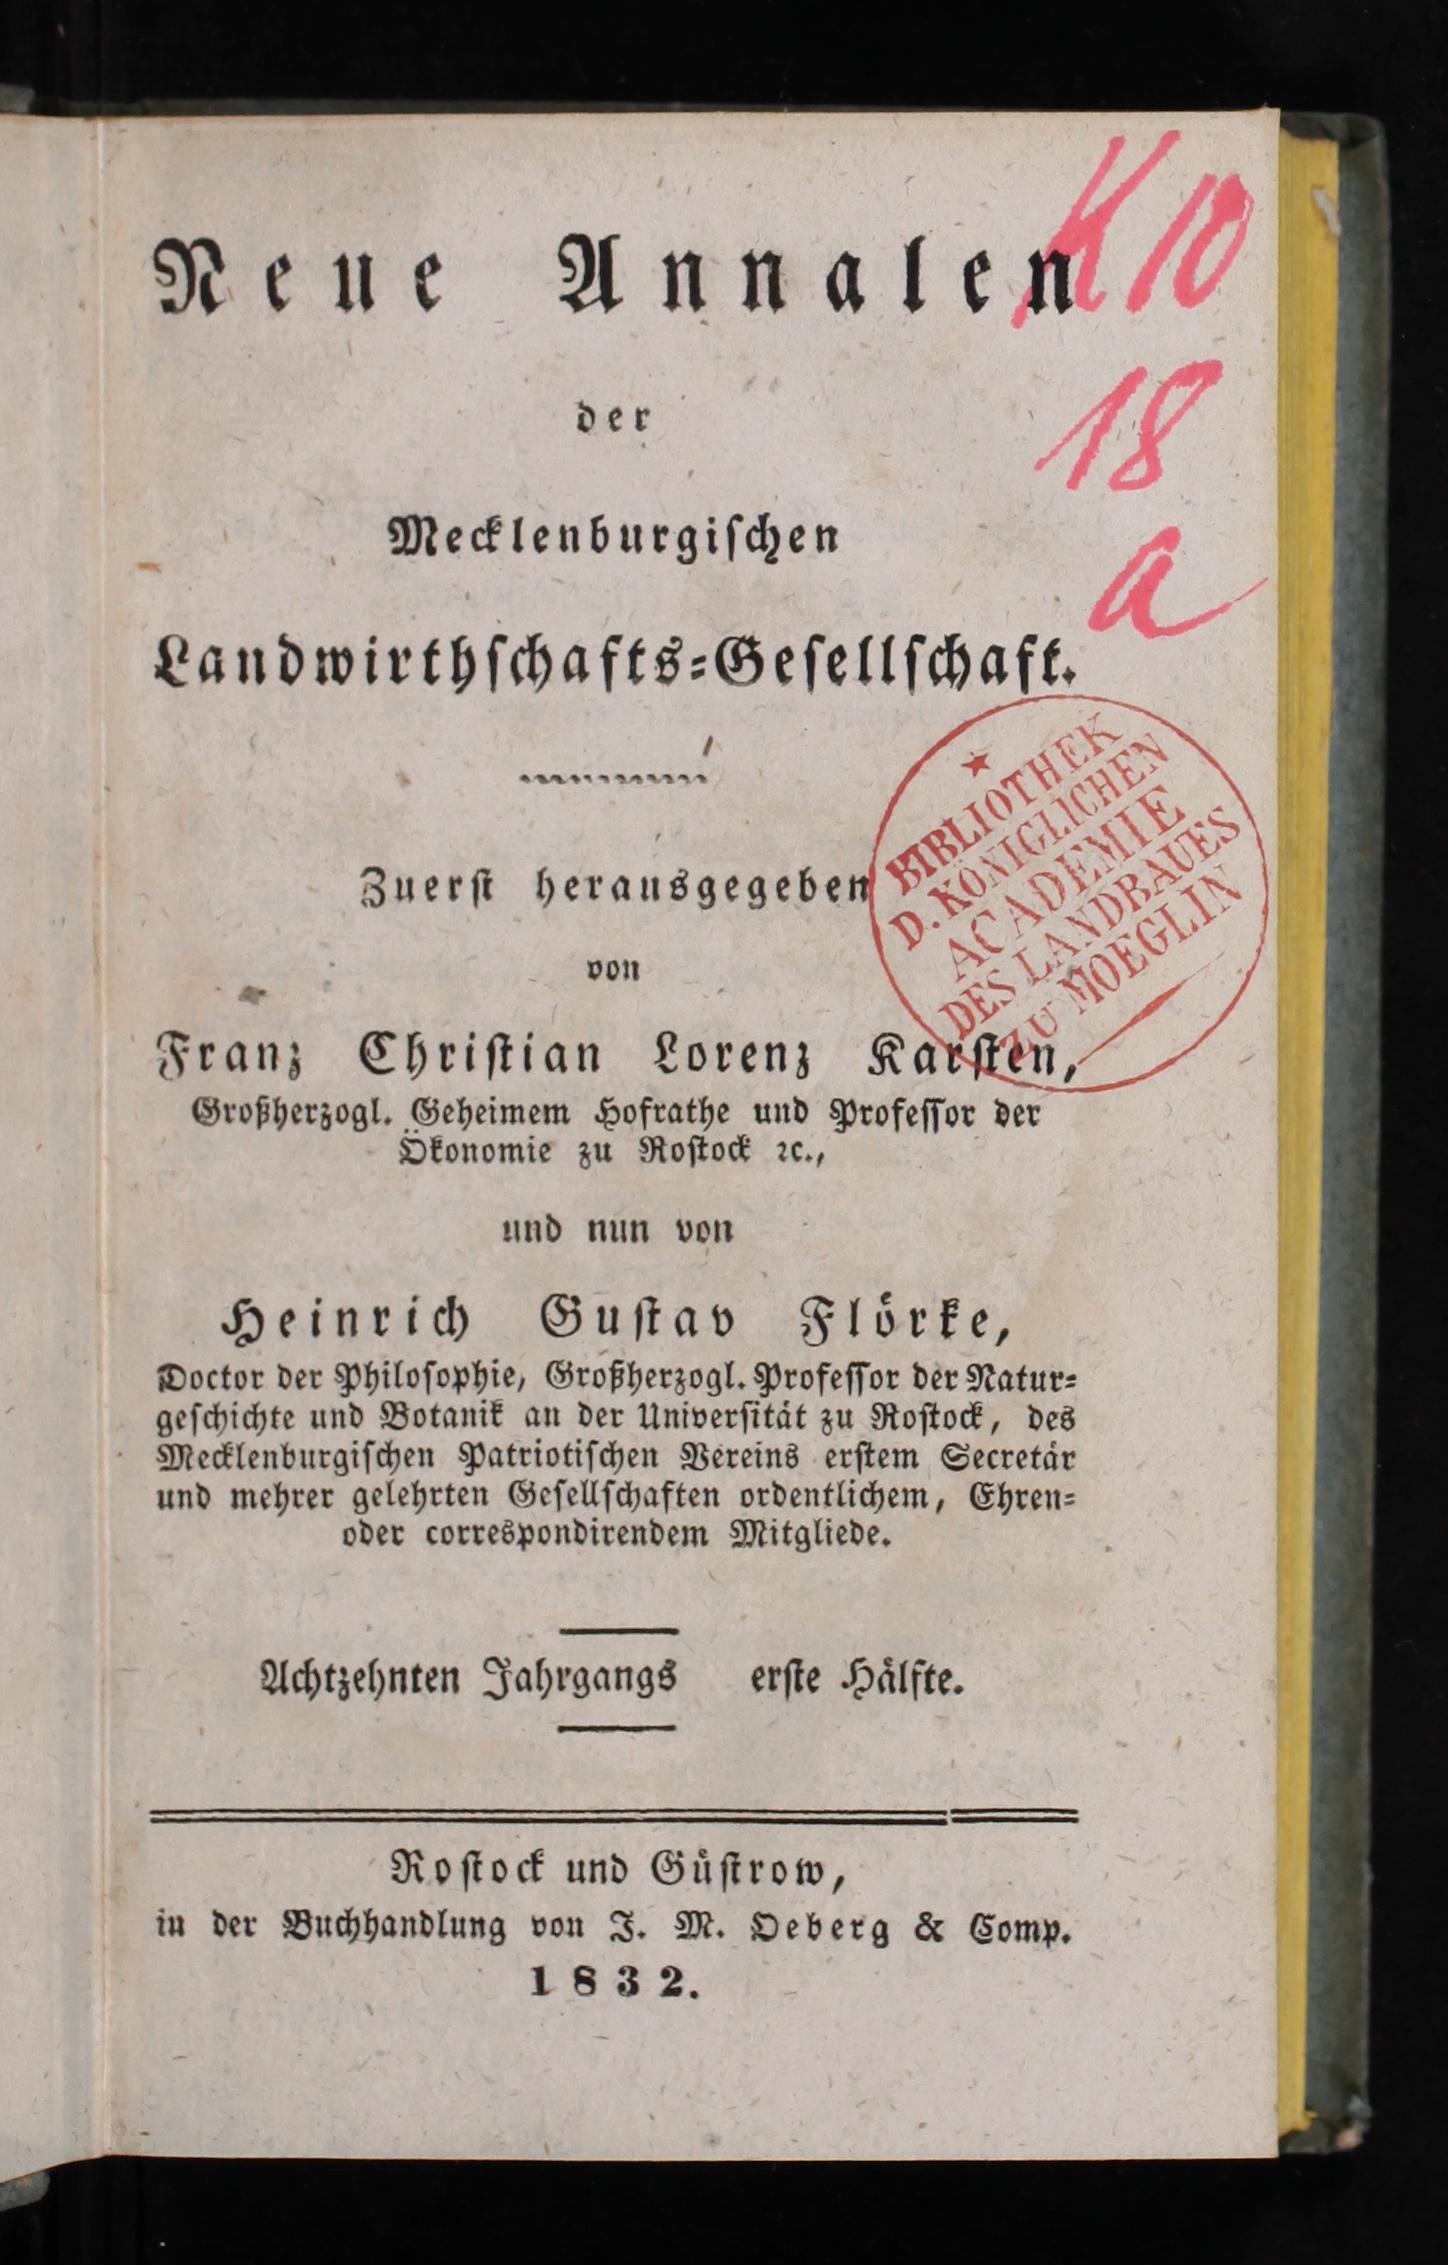 Neue Annalen
der
Mecklenburgiſchen
Landwirthſchafts-Geſellſchaft.
Zuerſt herausgegeben
von
Franz Chriſtian Lorenz Karſten,
Großherzogl. Geheimem Hofrathe und Profeſſor der
Ökonomie zu Roſtock ꝛc.,
und nun von
Heinrich Guſtav Flörke,
Doctor der Philoſophie, Großherzogl. Profeſſor der Natur-
geſchichte und Botanik an der Univerſität zu Roſtock, des
Mecklenburgiſchen Patriotiſchen Vereins erſtem Secretär
und mehrer gelehrten Geſellſchaften ordentlichem, Ehren-
oder correspondirendem Mitgliede.
Achtzehnten Jahrgangs erſte Hälfte.
Roſtock und Güſtrow,
in der Buchhandlung von J. M. Oeberg & Comp.
1832.
K 10
18
a
BIBLIOTHEK
D. KÖNIGLICHEN
ACADEMIE
DES LANDBAUES
ZU MOEGLIN